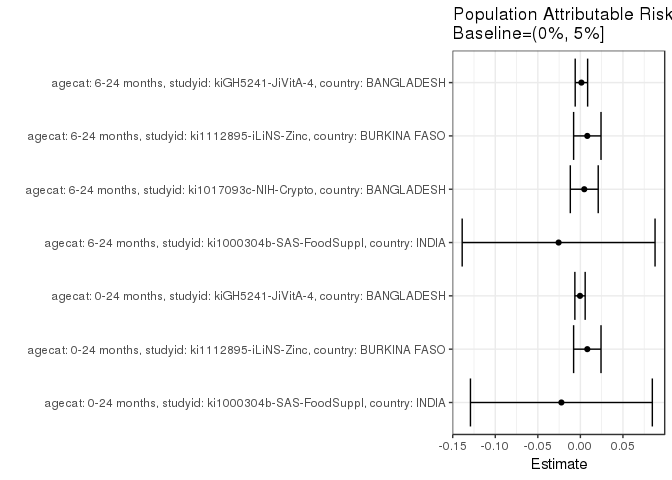 Population Attributable Risk
Baseline=(0%, 5%]
agecat: 6-24 months, studyid: kiGH5241-JiVitA-4, country: BANGLADESH
agecat: 6-24 months, studyid: ki1112895-iLiNS-Zinc, country: BURKINA FASO
agecat: 6-24 months, studyid: ki1017093c-NIH-Crypto, country: BANGLADESH
agecat: 6-24 months, studyid: ki1000304b-SAS-FoodSuppl, country: INDIA
agecat: 0-24 months, studyid: kiGH5241-JiVitA-4, country: BANGLADESH
agecat: 0-24 months, studyid: ki1112895-iLiNS-Zinc, country: BURKINA FASO
agecat: 0-24 months, studyid: ki1000304b-SAS-FoodSuppl, country: INDIA
-0.15 -0.10 -0.05 0.00 0.05
Estimate